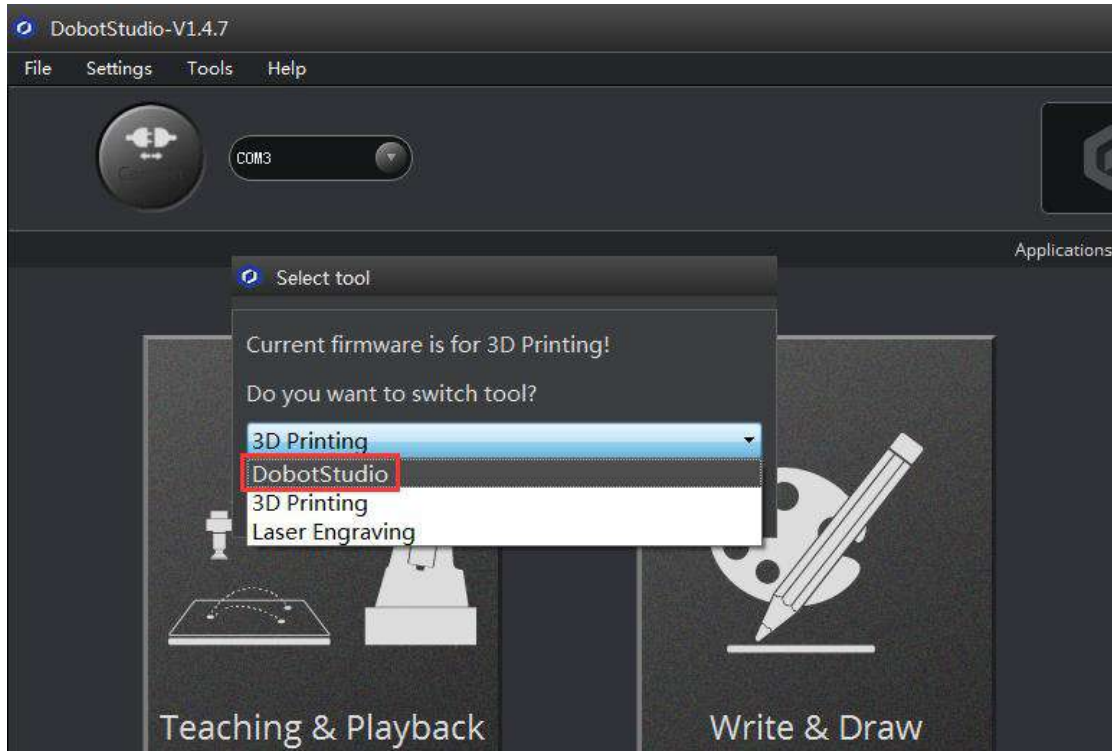 DobotStudio-V1.4.7
File Settings Tools Help
COM3
Applications
Select tool
Current firmware is for 3D Printing!
Do you want to switch tool?
3D Printing
DobotStudio
3D Printing
Laser Engraving
Teaching & Playback
Write & Draw